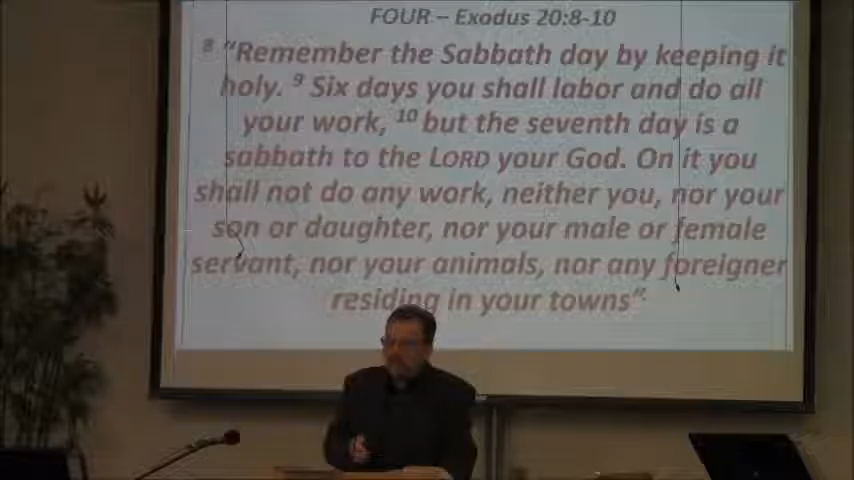 FOUR – Exodus 20:8-10
8 "Remember the Sabbath day by keeping it
holy. 9 Six days you shall labor and do all
your work, 10 but the seventh day is a
sabbath to the LORD your God. On it you
shall not do any work, neither you, nor your
son or daughter, nor your male or female
servant, nor your animals, nor any foreigner
residing in your towns".